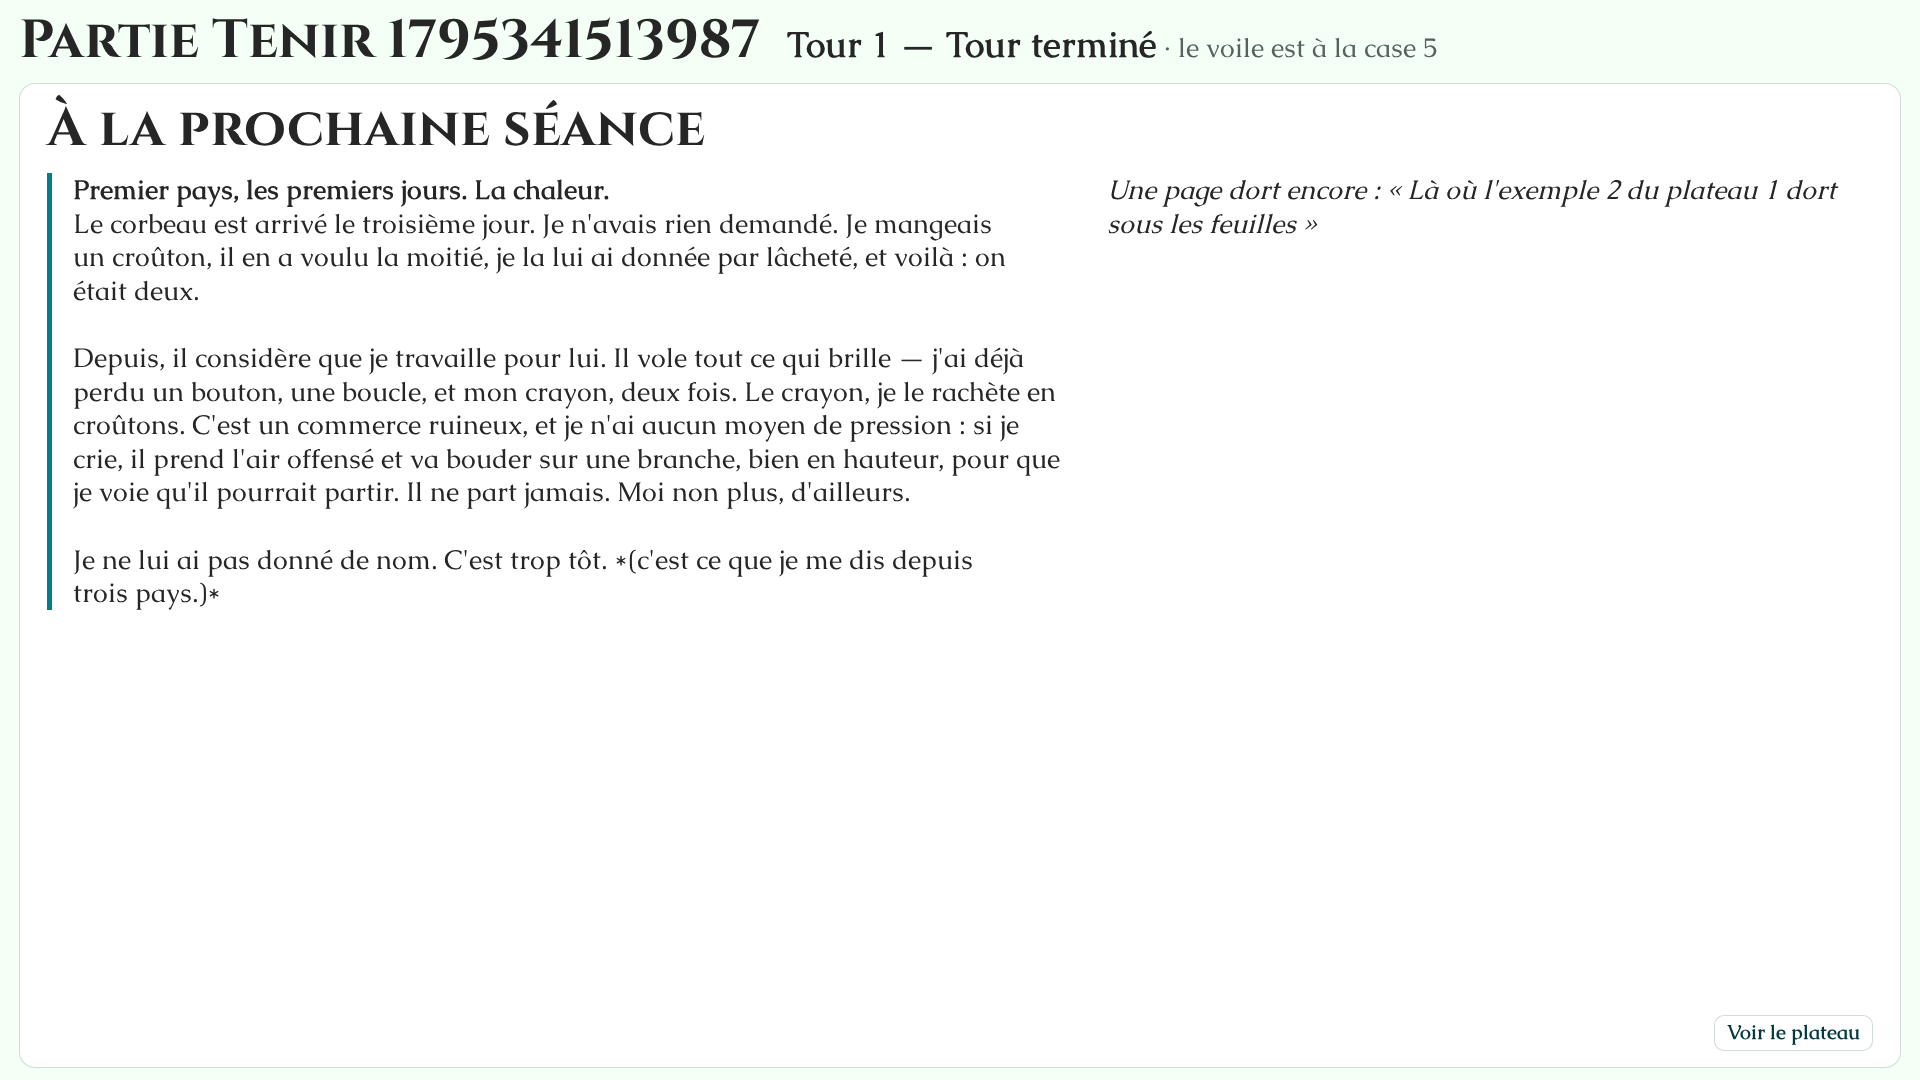 Partie Tenir 1795341513987 Tour 1 — Tour terminé · le voile est à la case 5
À la prochaine séance
Premier pays, les premiers jours. La chaleur.
Le corbeau est arrivé le troisième jour. Je n'avais rien demandé. Je mangeais
un croûton, il en a voulu la moitié, je la lui ai donnée par lâcheté, et voilà : on
était deux.
Depuis, il considère que je travaille pour lui. Il vole tout ce qui brille — j'ai déjà
perdu un bouton, une boucle, et mon crayon, deux fois. Le crayon, je le rachète en
croûtons. C'est un commerce ruineux, et je n'ai aucun moyen de pression : si je
crie, il prend l'air offensé et va bouder sur une branche, bien en hauteur, pour que
je voie qu'il pourrait partir. Il ne part jamais. Moi non plus, d'ailleurs.
Je ne lui ai pas donné de nom. C'est trop tôt. *(c'est ce que je me dis depuis
trois pays.)*
Une page dort encore : « Là où l'exemple 2 du plateau 1 dort
sous les feuilles »
Voir le plateau